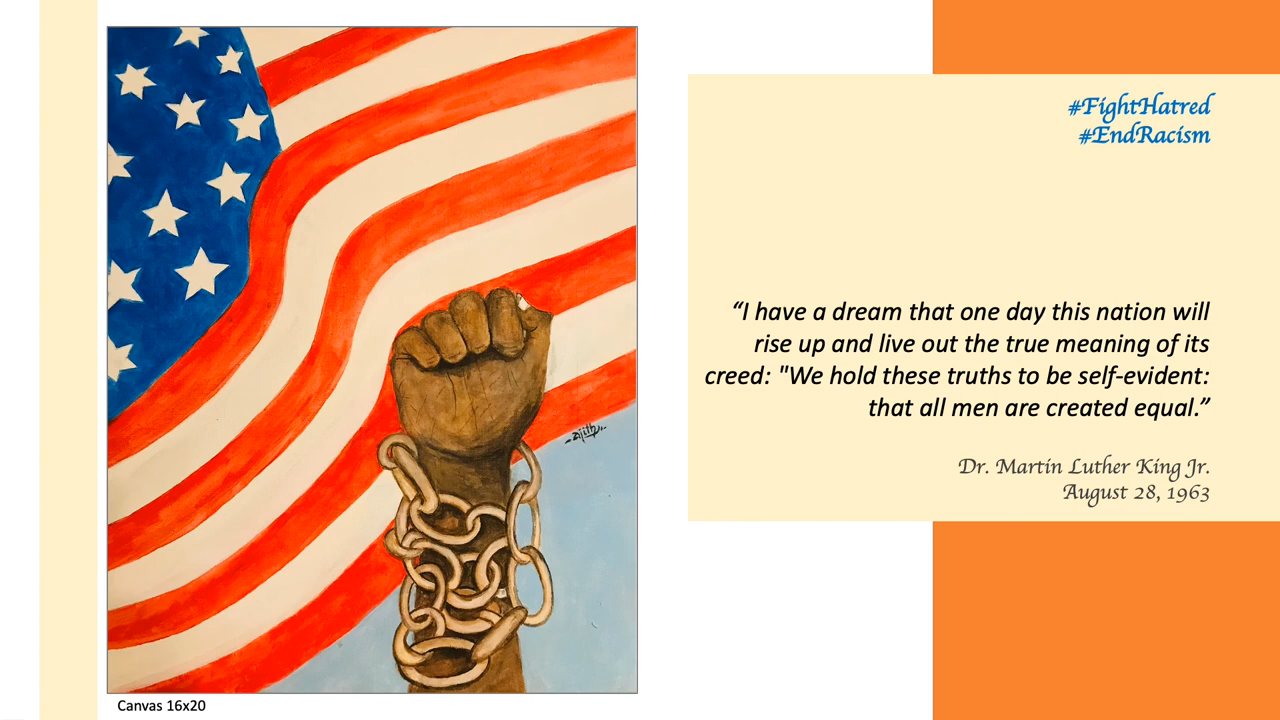 #FightHatred
#EndRacism
“I have a dream that one day this nation will
rise up and live out the true meaning of its
creed: "We hold these truths to be self-evident:
that all men are created equal.”
Dr. Martin Luther King Jr.
August 28, 1963
Canvas 16x20